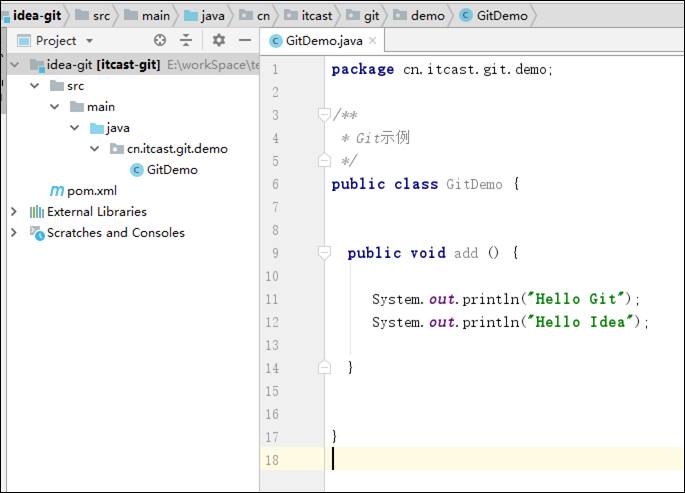 idea-git src main java cn itcast git demo GitDemo
Project
GitDemo.java
idea-git [itcast-git] E:\workSpace\te
src
main
java
cn.itcast.git.demo
GitDemo
pom.xml
External Libraries
Scratches and Consoles
1 package cn.itcast.git.demo;
2
3 /**
4 * Git示例
5 */
6 public class GitDemo {
7
8
9 public void add () {
10
11 System.out.println("Hello Git");
12 System.out.println("Hello Idea");
13
14 }
15
16
17 }
18